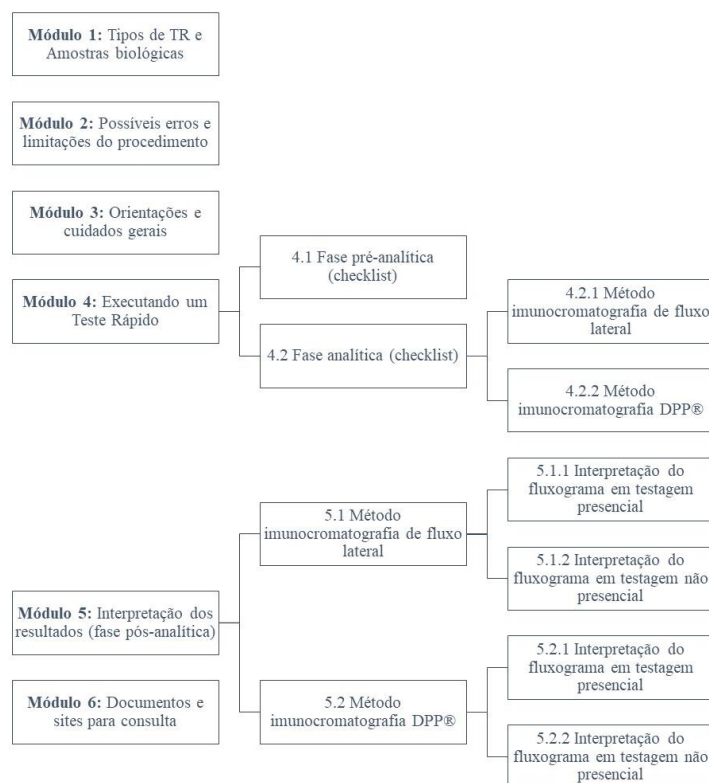 Módulo 1: Tipos de TR e
Amostras biológicas
Módulo 2: Possíveis erros e
limitações do procedimento
Módulo 3: Orientações e
cuidados gerais
Módulo 4: Executando um
Teste Rápido
4.1 Fase pré-analítica
(checklist)
4.2 Fase analítica (checklist)
4.2.1 Método
imunocromatografia de fluxo
lateral
4.2.2 Método
imunocromatografia DPP®
Módulo 5: Interpretação dos
resultados (fase pós-analítica)
5.1 Método
imunocromatografia de fluxo
lateral
5.1.1 Interpretação do
fluxograma em testagem
presencial
5.1.2 Interpretação do
fluxograma em testagem não
presencial
5.2 Método
imunocromatografia DPP®
5.2.1 Interpretação do
fluxograma em testagem
presencial
5.2.2 Interpretação do
fluxograma em testagem não
presencial
Módulo 6: Documentos e
sites para consulta